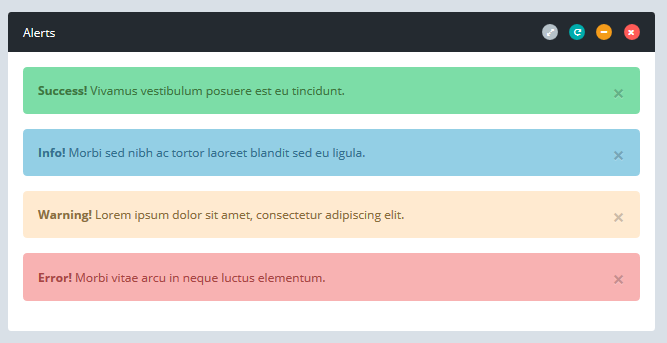 Alerts
Success! Vivamus vestibulum posuere est eu tincidunt.
Info! Morbi sed nibh ac tortor laoreet blandit sed eu ligula.
Warning! Lorem ipsum dolor sit amet, consectetur adipiscing elit.
Error! Morbi vitae arcu in neque luctus elementum.